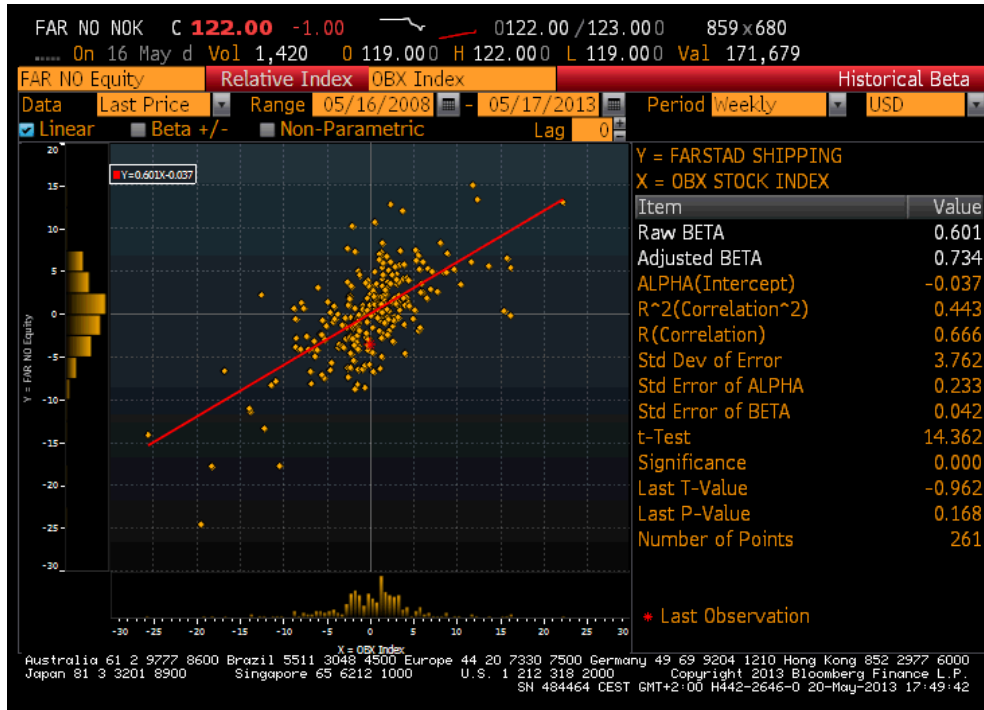 FAR NO NOK C 122.00 -1.00 0122.00/123.000 859x680
On 16 May d Vol 1,420 O 119.000 H 122.000 L 119.000 Val 171,679
FAR NO Equity Relative Index OBX Index Historical Beta
Data Last Price Range 05/16/2008 - 05/17/2013 Period Weekly USD
Linear Beta +/- Non-Parametric Lag 0
Y = FARSTAD SHIPPING
X = OBX STOCK INDEX
Item Value
Raw BETA 0.601
Adjusted BETA 0.734
ALPHA(Intercept) -0.037
R^2(Correlation^2) 0.443
R(Correlation) 0.666
Std Dev of Error 3.762
Std Error of ALPHA 0.233
Std Error of BETA 0.042
t-Test 14.362
Significance 0.000
Last T-Value -0.962
Last P-Value 0.168
Number of Points 261
* Last Observation
Y=0.601X-0.037
20
15
10
5
0
-5
-10
-15
-20
-25
-30
Y = FAR NO Equity
-30 -25 -20 -15 -10 -5 0 5 10 15 20 25 30
X = OBX Index
Australia 61 2 9777 8600 Brazil 5511 3048 4500 Europe 44 20 7330 7500 Germany 49 69 9204 1210 Hong Kong 852 2977 6000
Japan 81 3 3201 8900 Singapore 65 6212 1000 U.S. 1 212 318 2000 Copyright 2013 Bloomberg Finance L.P.
SN 484464 CEST GMT+2:00 H442-2646-0 20-May-2013 17:49:42